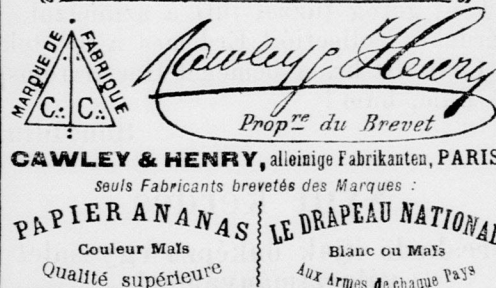 MARQUE DE FABRIQUE
C. C.
Cawley & Henry
Propre du Brevet
CAWLEY & HENRY, alleinige Fabrikanten, PARIS
Seuls Fabricants brevetés des Marques :
PAPIER ANANAS
Couleur Maïs
Qualité supérieure
LE DRAPEAU NATIONAL
Blanc ou Maïs
Aux Armes de chaque Pays